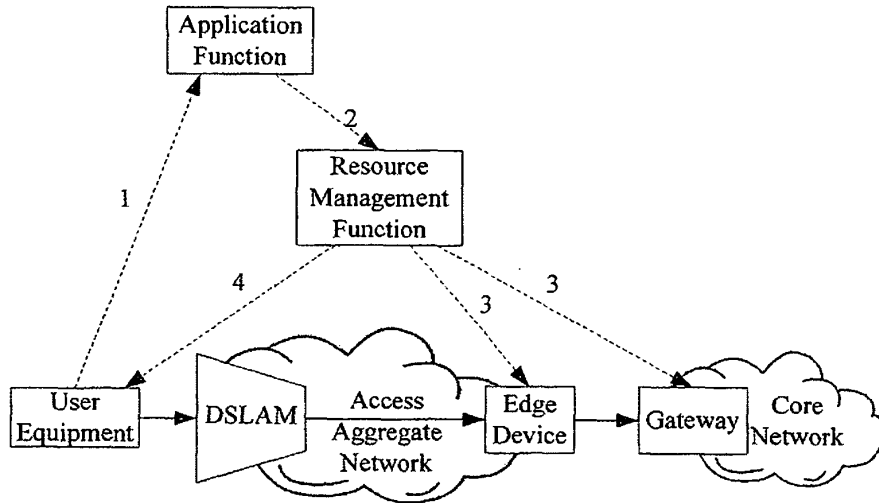 Application
Function
2
1
Resource
Management
Function
4
3
3
User
Equipment
DSLAM
Access
Aggregate
Network
Edge
Device
Gateway
Core
Network